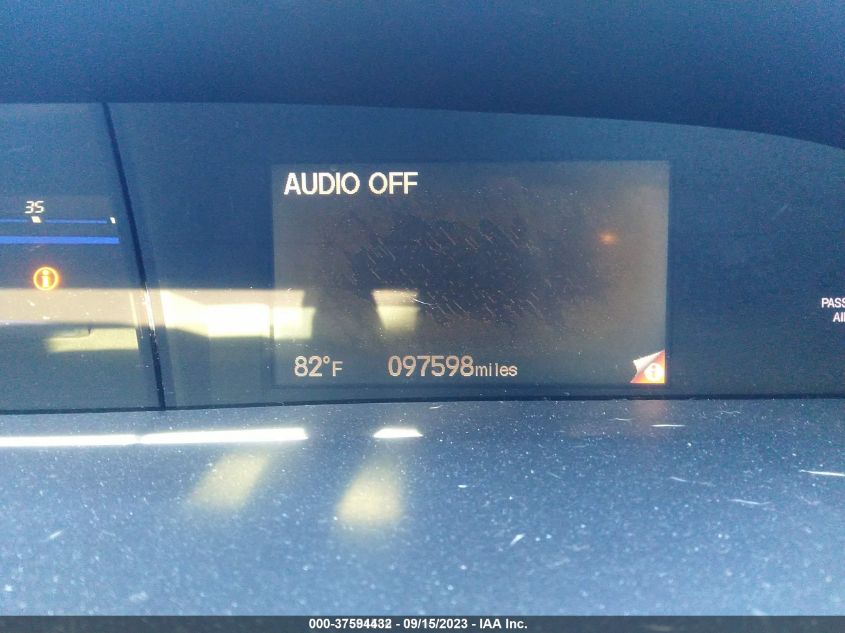 AUDIO OFF
35
82°F 097598miles
PASS
AI
000-37594432 - 09/15/2023 - IAA Inc.